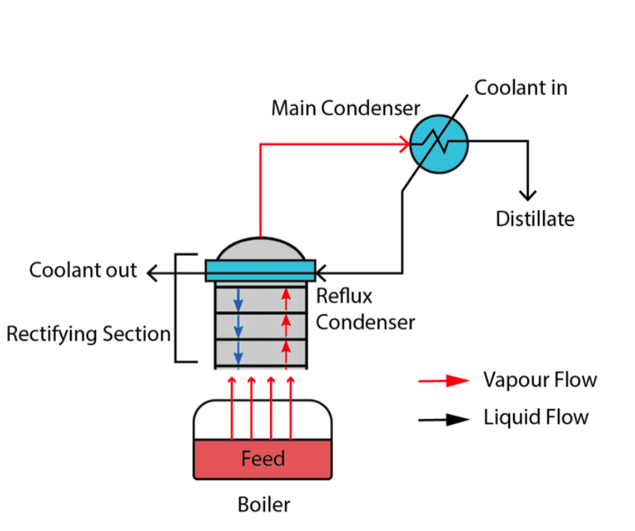 Coolant in
Main Condenser
Distillate
Coolant out
Reflux
Condenser
Rectifying Section
Vapour Flow
Liquid Flow
Feed
Boiler